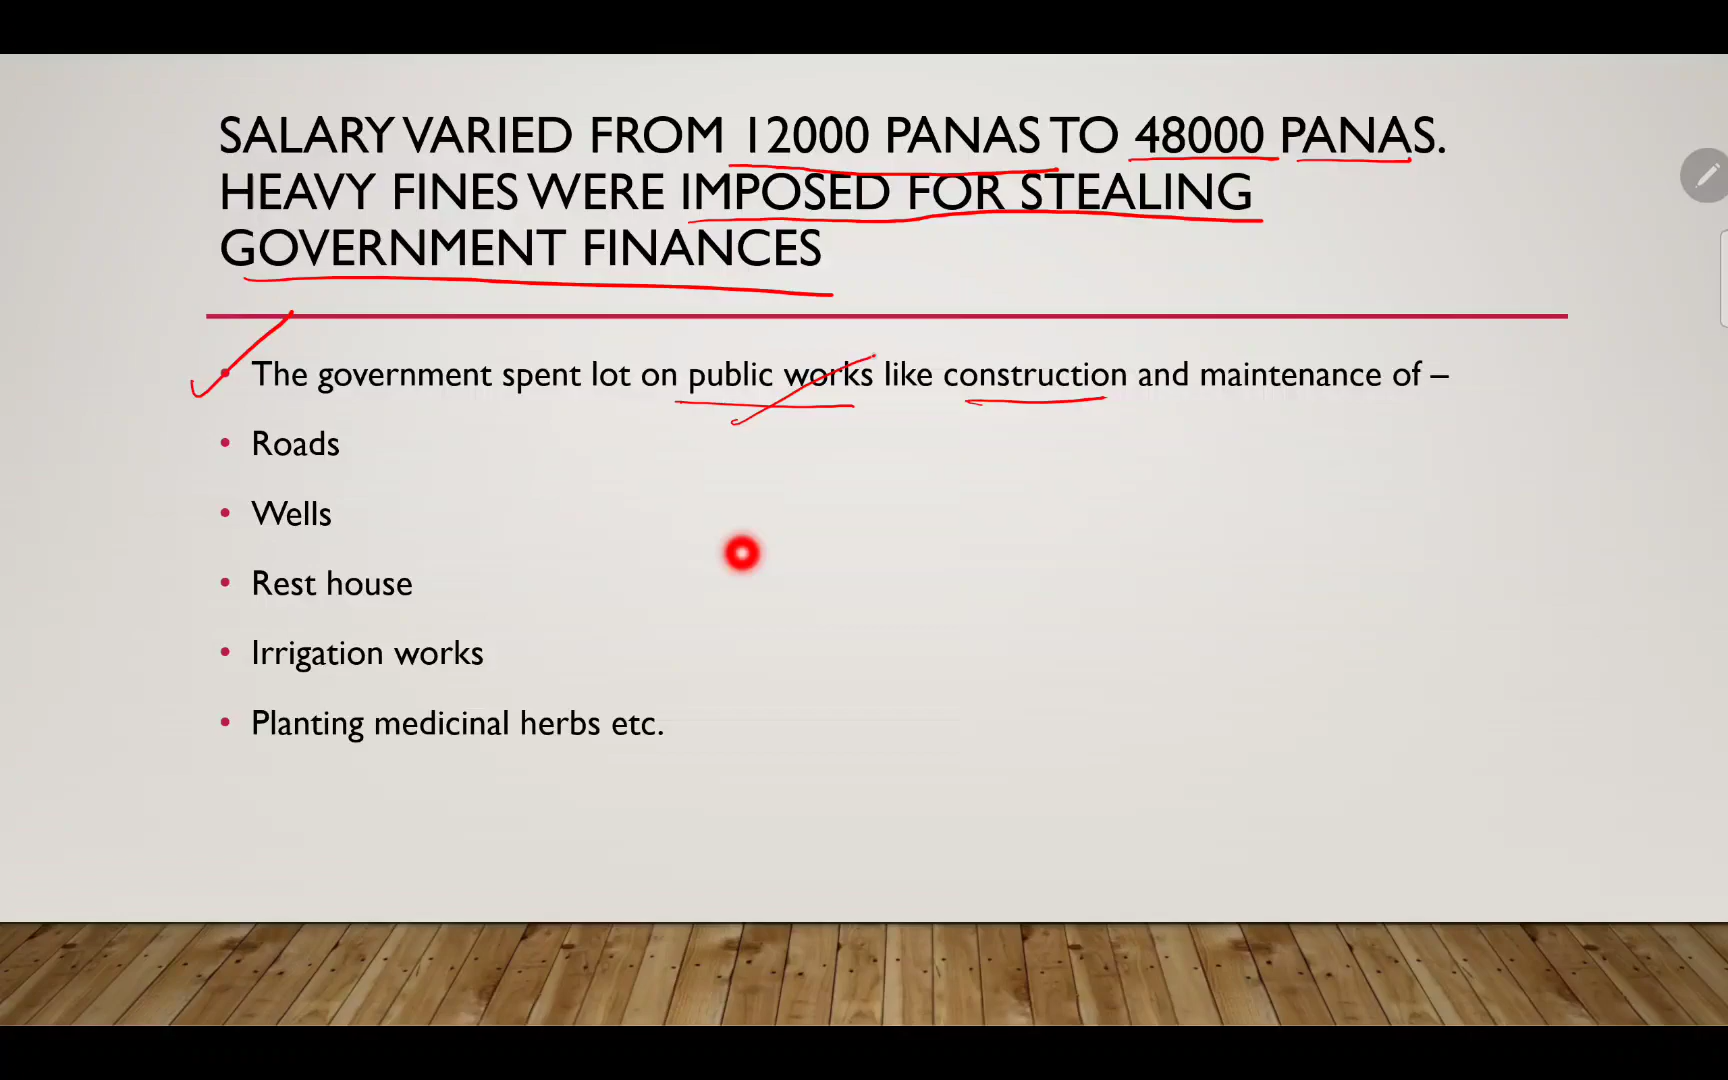 SALARY VARIED FROM 12000 PANAS TO 48000 PANAS.
HEAVY FINES WERE IMPOSED FOR STEALING
GOVERNMENT FINANCES
• The government spent lot on public works like construction and maintenance of –
• Roads
• Wells
• Rest house
• Irrigation works
• Planting medicinal herbs etc.